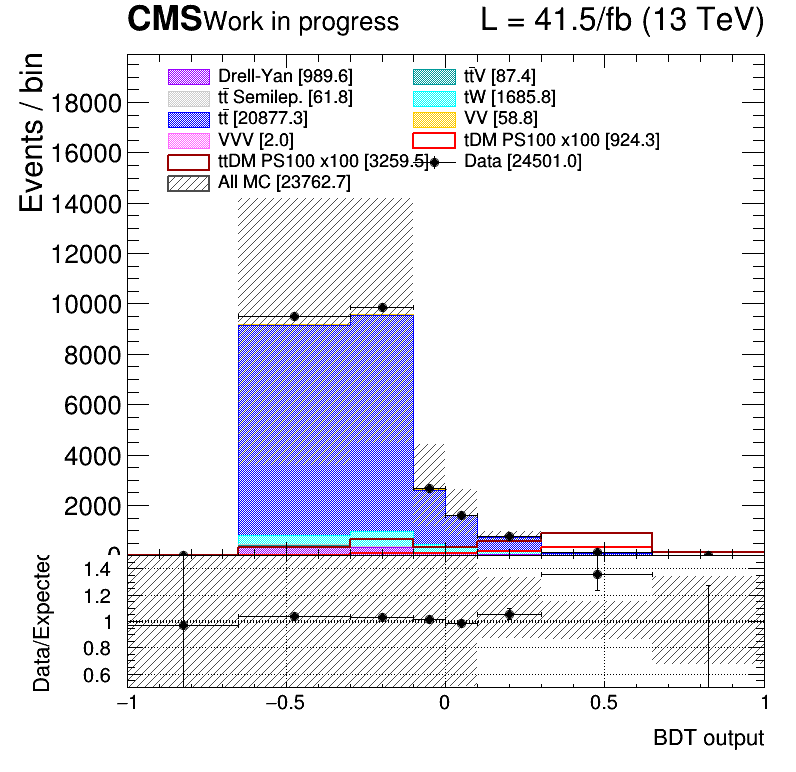 CMS Work in progress L = 41.5/fb (13 TeV)
Events / bin
Drell-Yan [989.6] tt̄V [87.4]
tt̄ Semilep. [61.8] tW [1685.8]
tt̄ [20877.3] VV [58.8]
VVV [2.0] tDM PS100 x100 [924.3]
ttDM PS100 x100 [3259.5] Data [24501.0]
All MC [23762.7]
18000
16000
14000
12000
10000
8000
6000
4000
2000
0
Data/Expected
1.4
1.2
1
0.8
0.6
−1 −0.5 0 0.5 1
BDT output